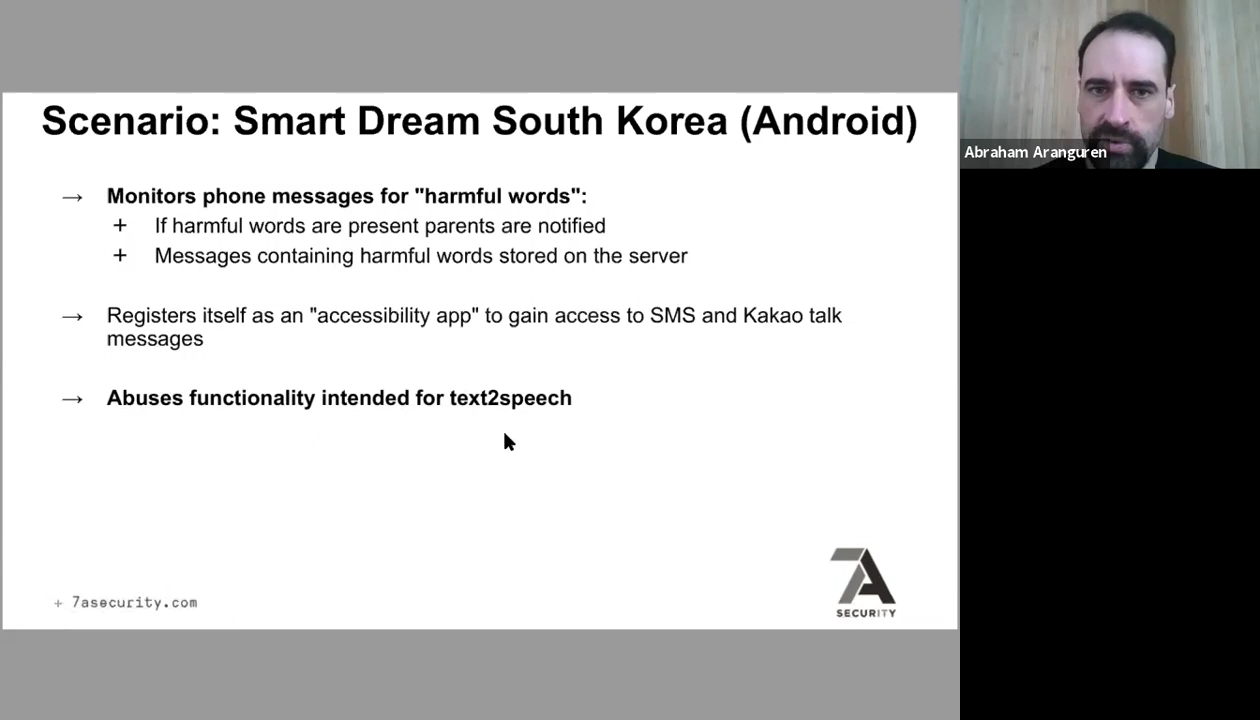 Scenario: Smart Dream South Korea (Android)
→ Monitors phone messages for "harmful words":
+ If harmful words are present parents are notified
+ Messages containing harmful words stored on the server
→ Registers itself as an "accessibility app" to gain access to SMS and Kakao talk
messages
→ Abuses functionality intended for text2speech
+ 7asecurity.com
7A
SECURITY
Abraham Aranguren